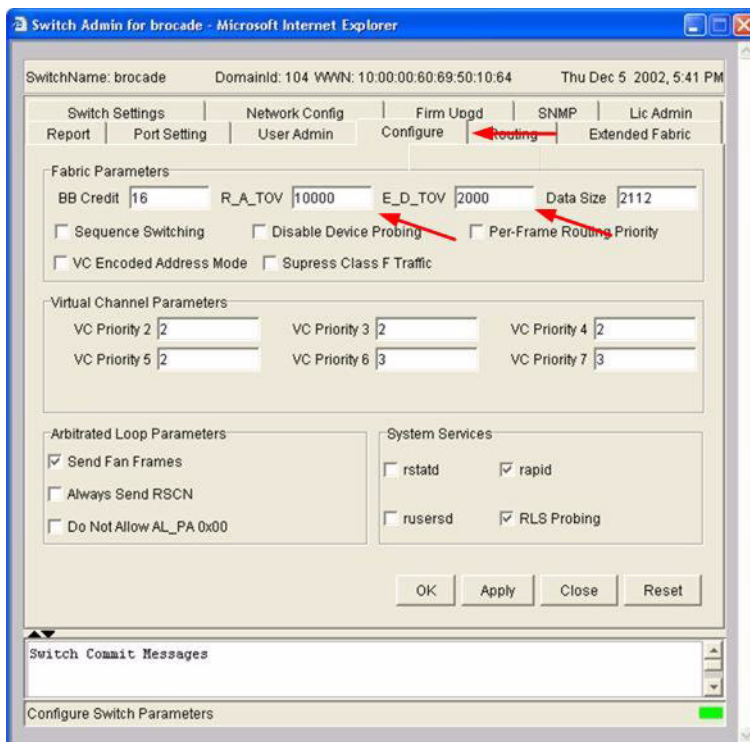 Switch Admin for brocade - Microsoft Internet Explorer
SwitchName: brocade DomainId: 104 WWN: 10:00:00:60:69:50:10:64 Thu Dec 5 2002, 5:41 PM
Switch Settings Network Config Firm Upgd SNMP Lic Admin
Report Port Setting User Admin Configure Routing Extended Fabric
Fabric Parameters
BB Credit 16 R_A_TOV 10000 E_D_TOV 2000 Data Size 2112
Sequence Switching Disable Device Probing Per-Frame Routing Priority
VC Encoded Address Mode Supress Class F Traffic
Virtual Channel Parameters
VC Priority 2 2 VC Priority 3 2 VC Priority 4 2
VC Priority 5 2 VC Priority 6 3 VC Priority 7 3
Arbitrated Loop Parameters
Send Fan Frames
Always Send RSCN
Do Not Allow AL_PA 0x00
System Services
rstatd rapid
rusersd RLS Probing
OK Apply Close Reset
Switch Commit Messages
Configure Switch Parameters